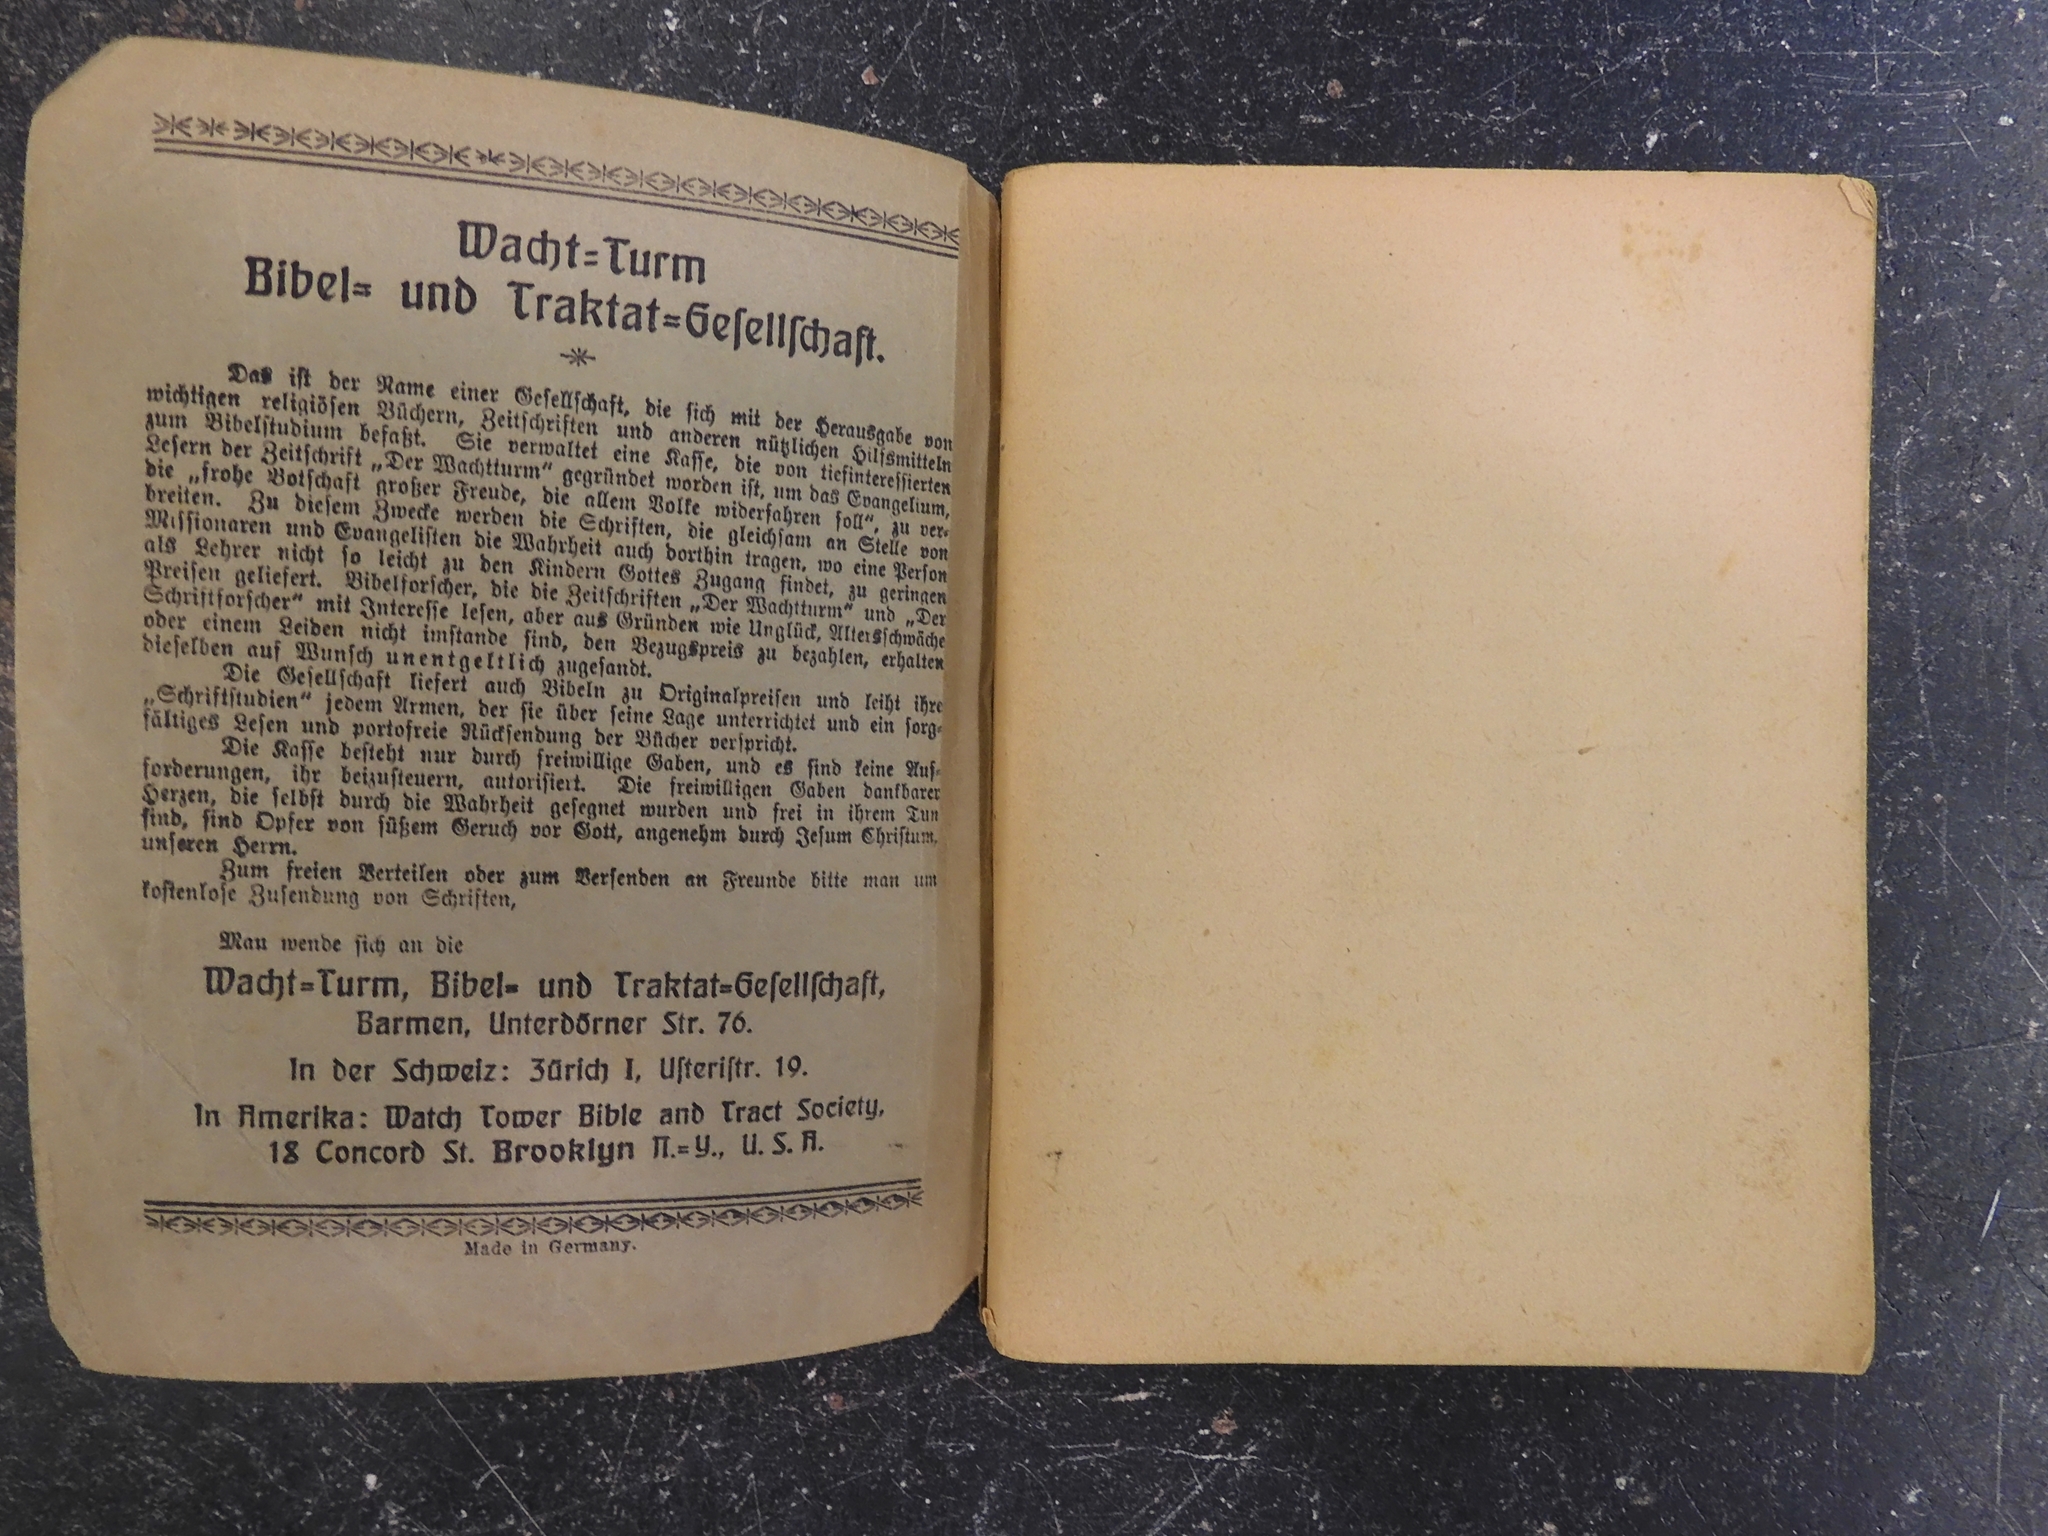 Wacht=Turm
Bibel= und Traktat=Gesellschaft.
Das ist der Name einer Gesellschaft, die sich mit der Herausgabe von
wichtigen religiösen Büchern, Zeitschriften und anderen nützlichen Hilfsmitteln
zum Bibelstudium befaßt. Sie verwaltet eine Kasse, die von tiefinteressierten
Lesern der Zeitschrift „Der Wachtturm“ gegründet worden ist, um das Evangelium,
die „frohe Botschaft großer Freude, die allem Volke widerfahren soll“, zu ver-
breiten. Zu diesem Zwecke werden die Schriften, die gleichsam an Stelle von
Missionaren und Evangelisten die Wahrheit auch dorthin tragen, wo eine Person
als Lehrer nicht so leicht zu den Kindern Gottes Zugang findet, zu geringen
Preisen geliefert. Bibelforscher, die die Zeitschriften „Der Wachtturm“ und „Der
Schriftforscher“ mit Interesse lesen, aber aus Gründen wie Unglück, Altersschwäche
oder einem Leiden nicht imstande sind, den Bezugspreis zu bezahlen, erhalten
dieselben auf Wunsch unentgeltlich zugesandt.
Die Gesellschaft liefert auch Bibeln zu Originalpreisen und leiht ihre
„Schriftstudien“ jedem Armen, der sie über seine Lage unterrichtet und ein sorg-
fältiges Lesen und portofreie Rücksendung der Bücher verspricht.
Die Kasse besteht nur durch freiwillige Gaben, und es sind keine Auf-
forderungen, ihr beizusteuern, autorisiert. Die freiwilligen Gaben dankbarer
Herzen, die selbst durch die Wahrheit gesegnet wurden und frei in ihrem Tun
sind, sind Opfer von süßem Geruch vor Gott, angenehm durch Jesum Christum,
unseren Herrn.
Zum freien Verteilen oder zum Versenden an Freunde bitte man um
kostenlose Zusendung von Schriften,
Man wende sich an die
Wacht=Turm, Bibel= und Traktat=Gesellschaft,
Barmen, Unterdörner Str. 76.
In der Schweiz: Zürich I, Usteristr. 19.
In Amerika: Watch Tower Bible and Tract Society,
18 Concord St. Brooklyn N.=Y., U. S. A.
Made in Germany.